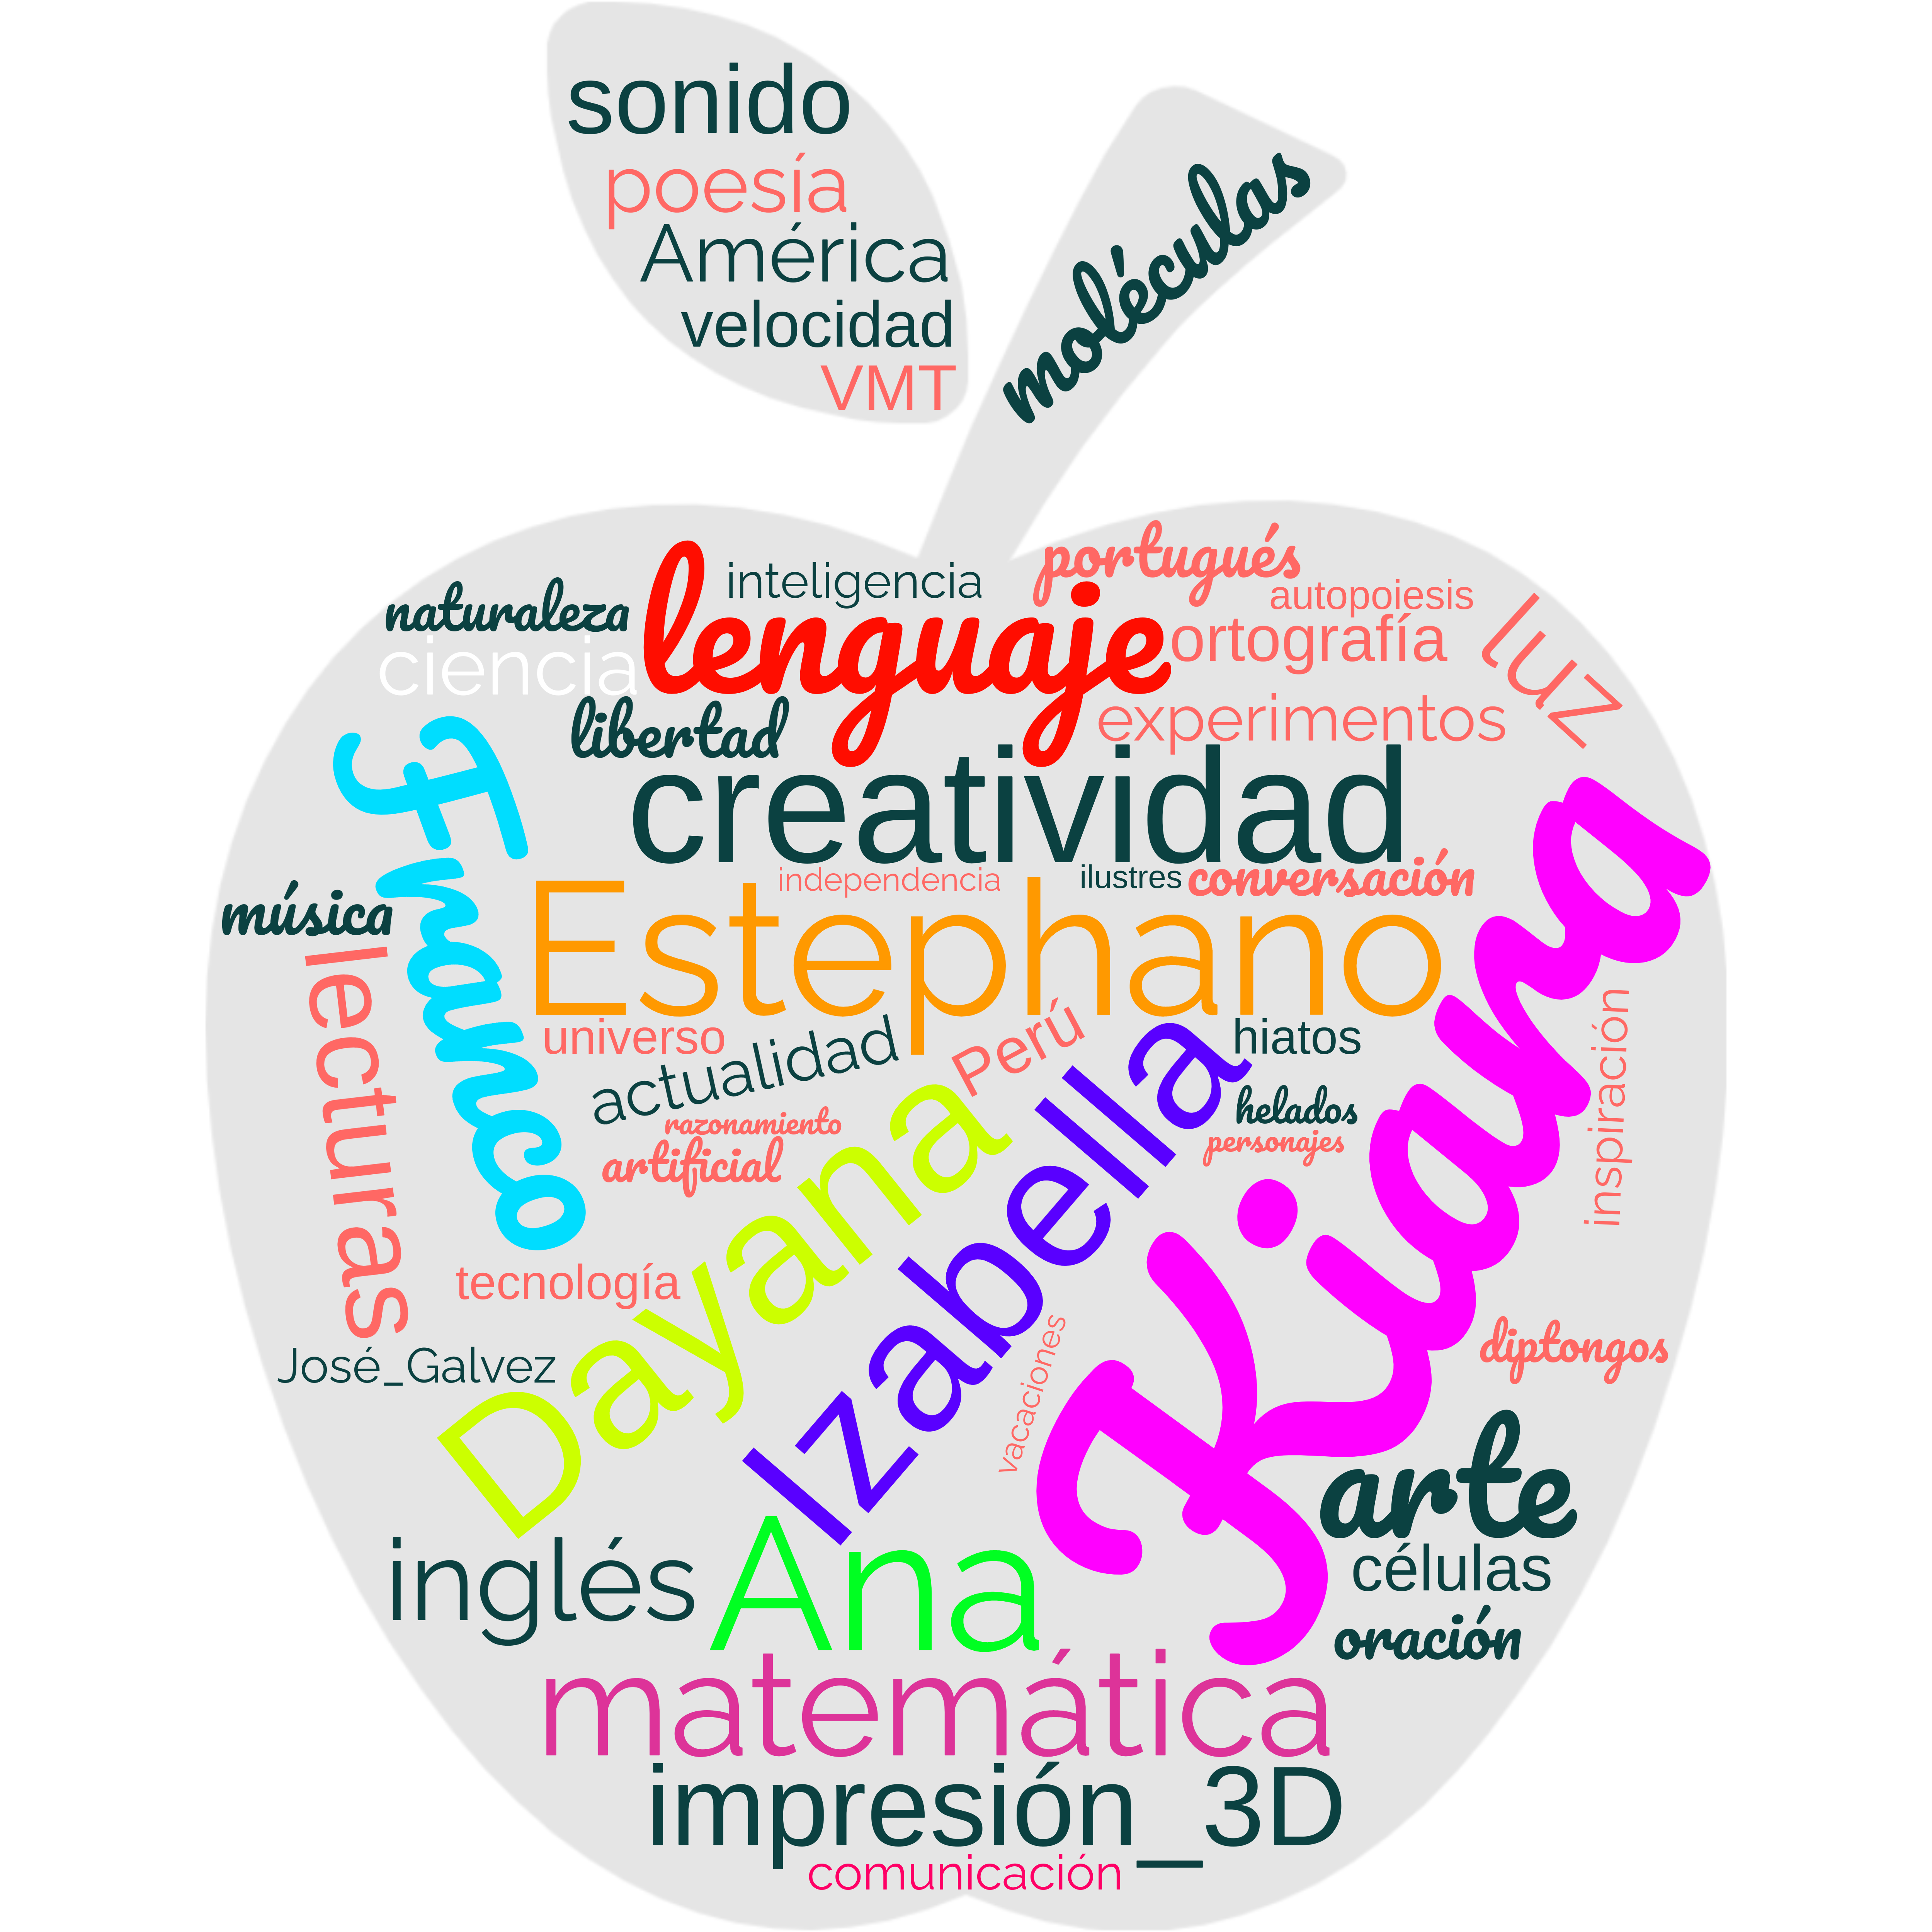 sonido
poesía
América
velocidad
VMT
moléculas
portugués
inteligencia
autopoiesis
naturaleza
lenguaje
ortografía
luz
ciencia
libertad
experimentos
creatividad
Franco
independencia
ilustres
conversación
Kiana
música
Estephano
lecturas
universo
actualidad
Perú
hiatos
inspiración
razonamiento
artificial
Dayana
Izabella
helados
personajes
tecnología
José_Galvez
vacaciones
diptongos
arte
inglés
Ana
células
oración
matemática
impresión_3D
comunicación